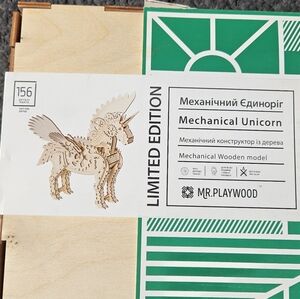 156
LIMITED EDITION
Механічний Єдиноріг
Mechanical Unicorn
Механічний конструктор із дерева
Mechanical Wooden model
MR.PLAYWOOD